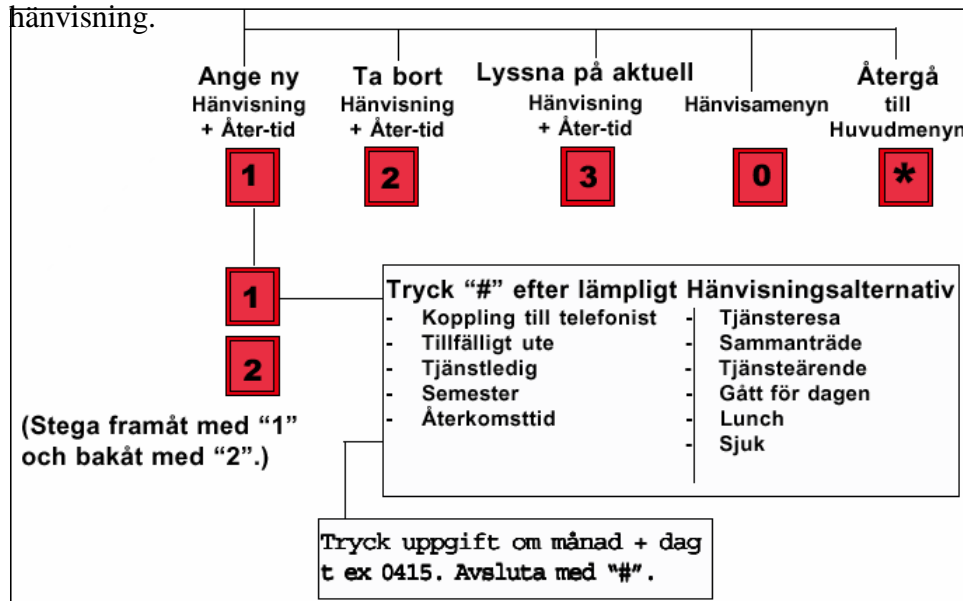 hänvisning.
Ange ny
Hänvisning
+ Åter-tid
1
Ta bort
Hänvisning
+ Åter-tid
2
Lyssna på aktuell
Hänvisning
+ Åter-tid
3
Hänvisamenyn
0
Återgå
till
Huvudmenyn
*
1
2
(Stega framåt med “1”
och bakåt med “2”.)
Tryck “#” efter lämpligt Hänvisningsalternativ
- Koppling till telefonist
- Tillfälligt ute
- Tjänstledig
- Semester
- Återkomsttid
- Tjänsteresa
- Sammanträde
- Tjänsteärende
- Gått för dagen
- Lunch
- Sjuk
Tryck uppgift om månad + dag
t ex 0415. Avsluta med “#”.